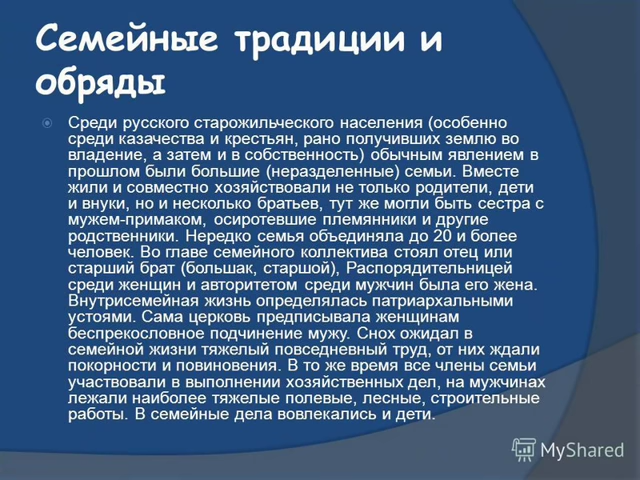 Семейные традиции и
обряды
Среди русского старожильческого населения (особенно
среди казачества и крестьян, рано получивших землю во
владение, а затем и в собственность) обычным явлением в
прошлом были большие (неразделенные) семьи. Вместе
жили и совместно хозяйствовали не только родители, дети
и внуки, но и несколько братьев, тут же могли быть сестра с
мужем-примаком, осиротевшие племянники и другие
родственники. Нередко семья объединяла до 20 и более
человек. Во главе семейного коллектива стоял отец или
старший брат (большак, старшой), Распорядительницей
среди женщин и авторитетом среди мужчин была его жена.
Внутрисемейная жизнь определялась патриархальными
устоями. Сама церковь предписывала женщинам
беспрекословное подчинение мужу. Снох ожидал в
семейной жизни тяжелый повседневный труд, от них ждали
покорности и повиновения. В то же время все члены семьи
участвовали в выполнении хозяйственных дел, на мужчинах
лежали наиболее тяжелые полевые, лесные, строительные
работы. В семейные дела вовлекались и дети.
MyShared